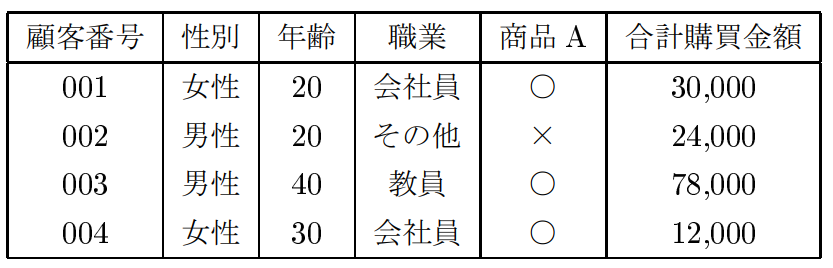 顧客番号 性別 年齢 職業 商品 A 合計購買金額
001 女性 20 会社員 ○ 30,000
002 男性 20 その他 × 24,000
003 男性 40 教員 ○ 78,000
004 女性 30 会社員 ○ 12,000